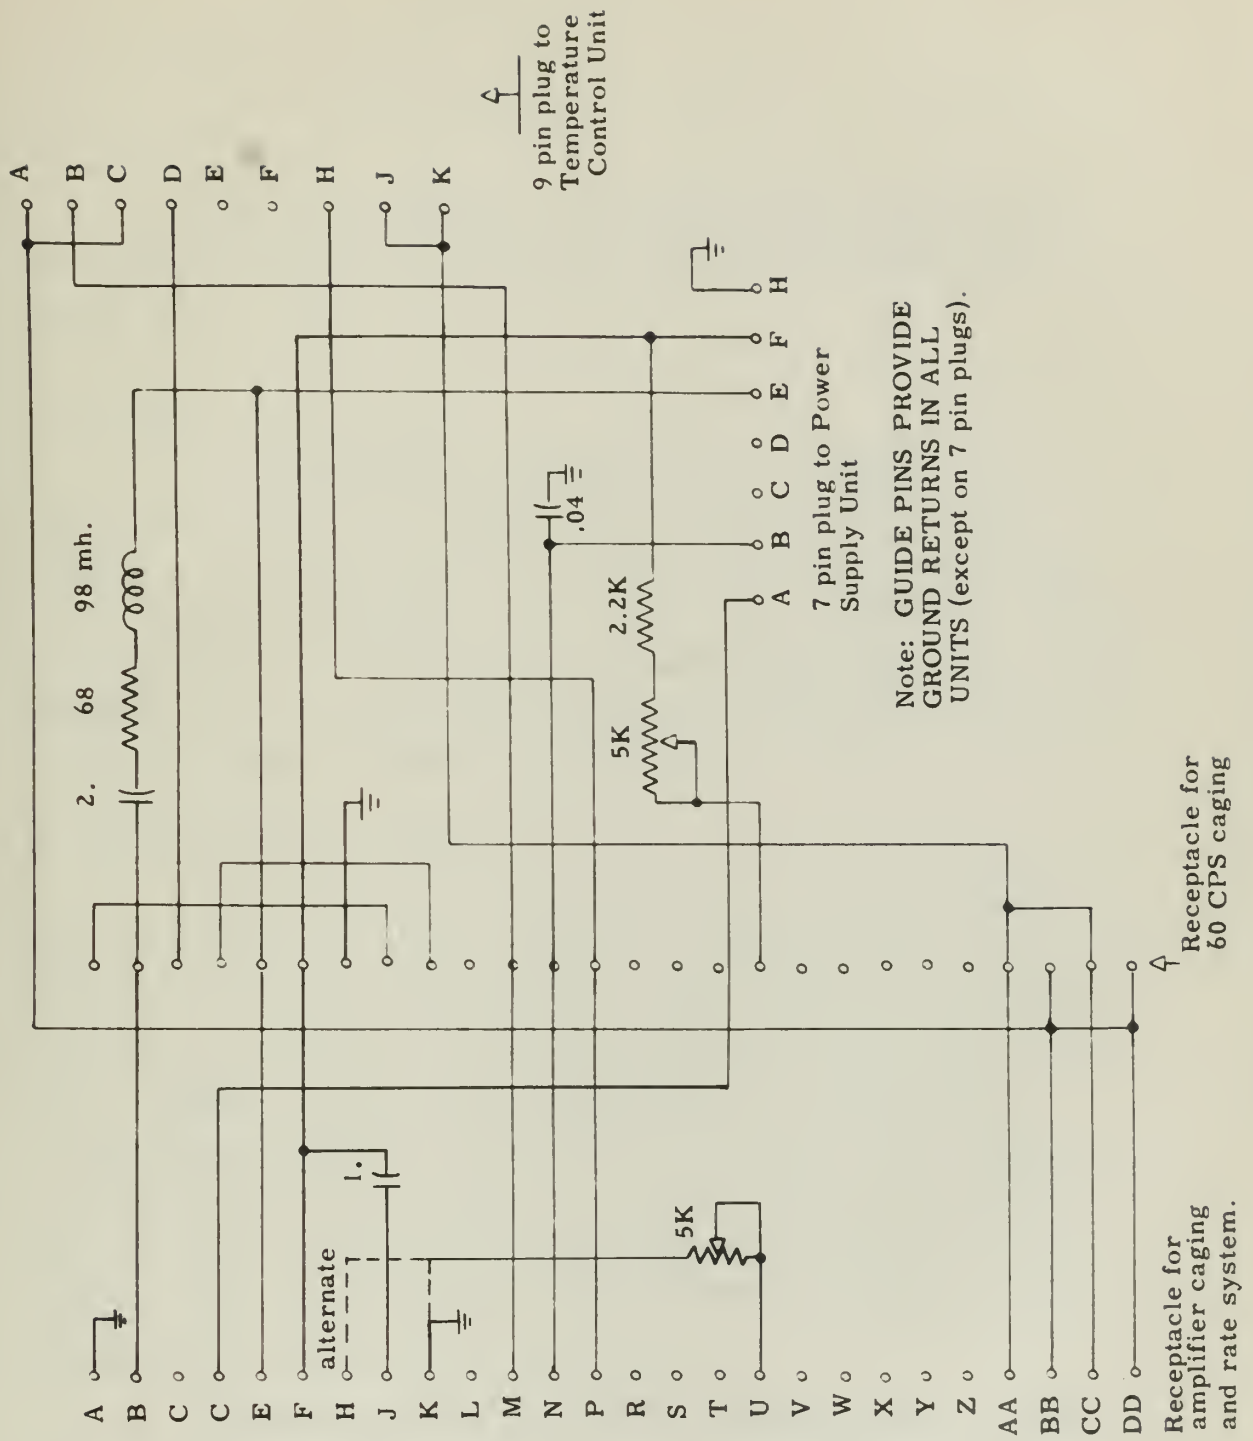 A
B
C
D
E
F
H
J
K
9 pin plug to
Temperature
Control Unit
2.
68
98 mh.
.04
2.2K
5K
A
B
C
D
E
F
H
7 pin plug to Power
Supply Unit
Note: GUIDE PINS PROVIDE
GROUND RETURNS IN ALL
UNITS (except on 7 pin plugs).
Receptacle for
60 CPS caging
alternate
1.
5K
A
B
C
C
E
F
H
J
K
L
M
N
P
R
S
T
U
V
W
X
Y
Z
AA
BB
CC
DD
Receptacle for
amplifier caging
and rate system.